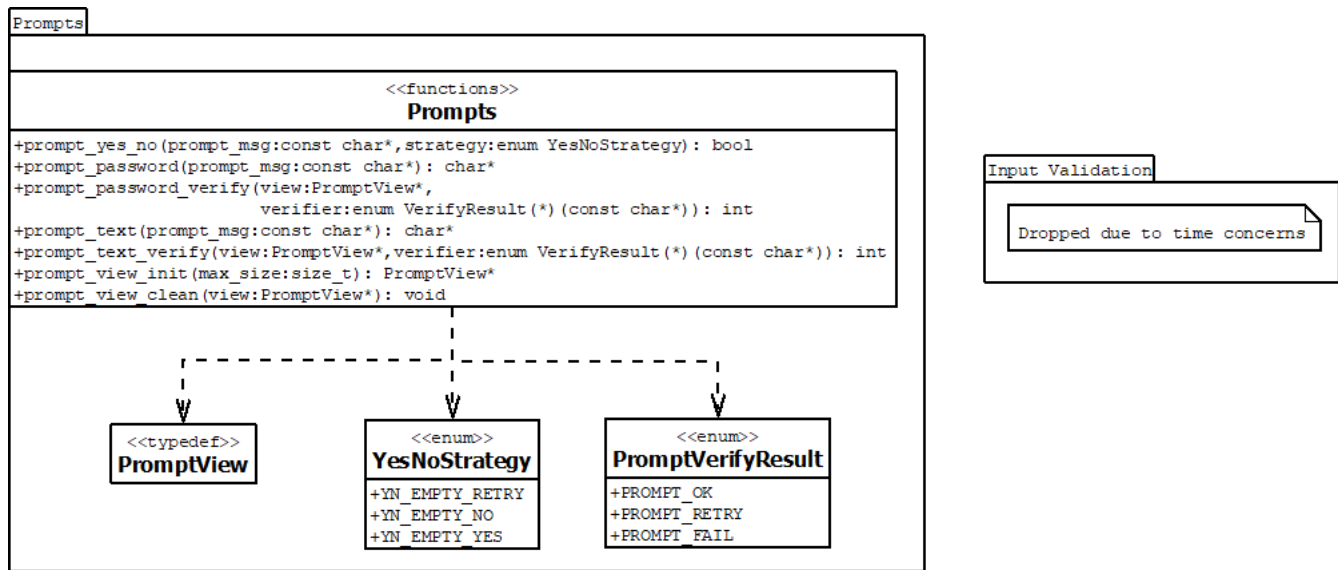 Prompts
<<functions>>
Prompts
+prompt_yes_no(prompt_msg:const char*,strategy:enum YesNoStrategy): bool
+prompt_password(prompt_msg:const char*): char*
+prompt_password_verify(view:PromptView*,
verifier:enum VerifyResult(*)(const char*)): int
+prompt_text(prompt_msg:const char*): char*
+prompt_text_verify(view:PromptView*,verifier:enum VerifyResult(*)(const char*)): int
+prompt_view_init(max_size:size_t): PromptView*
+prompt_view_clean(view:PromptView*): void
<<typedef>>
PromptView
<<enum>>
YesNoStrategy
+YN_EMPTY_RETRY
+YN_EMPTY_NO
+YN_EMPTY_YES
<<enum>>
PromptVerifyResult
+PROMPT_OK
+PROMPT_RETRY
+PROMPT_FAIL
Input Validation
Dropped due to time concerns